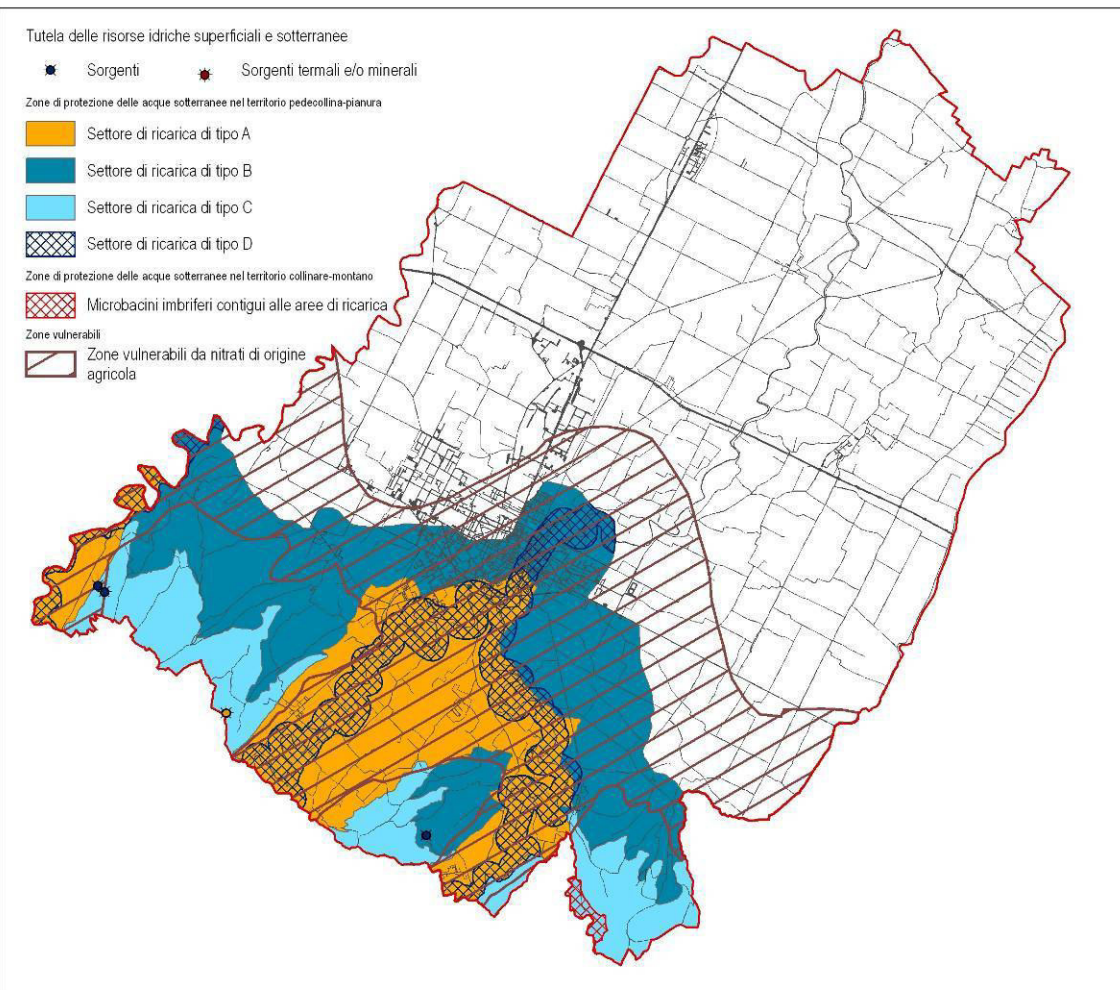 Tutela delle risorse idriche superficiali e sotterranee
Sorgenti
Sorgenti termali e/o minerali
Zone di protezione delle acque sotterranee nel territorio pedecollina-pianura
Settore di ricarica di tipo A
Settore di ricarica di tipo B
Settore di ricarica di tipo C
Settore di ricarica di tipo D
Zone di protezione delle acque sotterranee nel territorio collinare-montano
Microbacini imbriferi contigui alle aree di ricarica
Zone vulnerabili
Zone vulnerabili da nitrati di origine
agricola